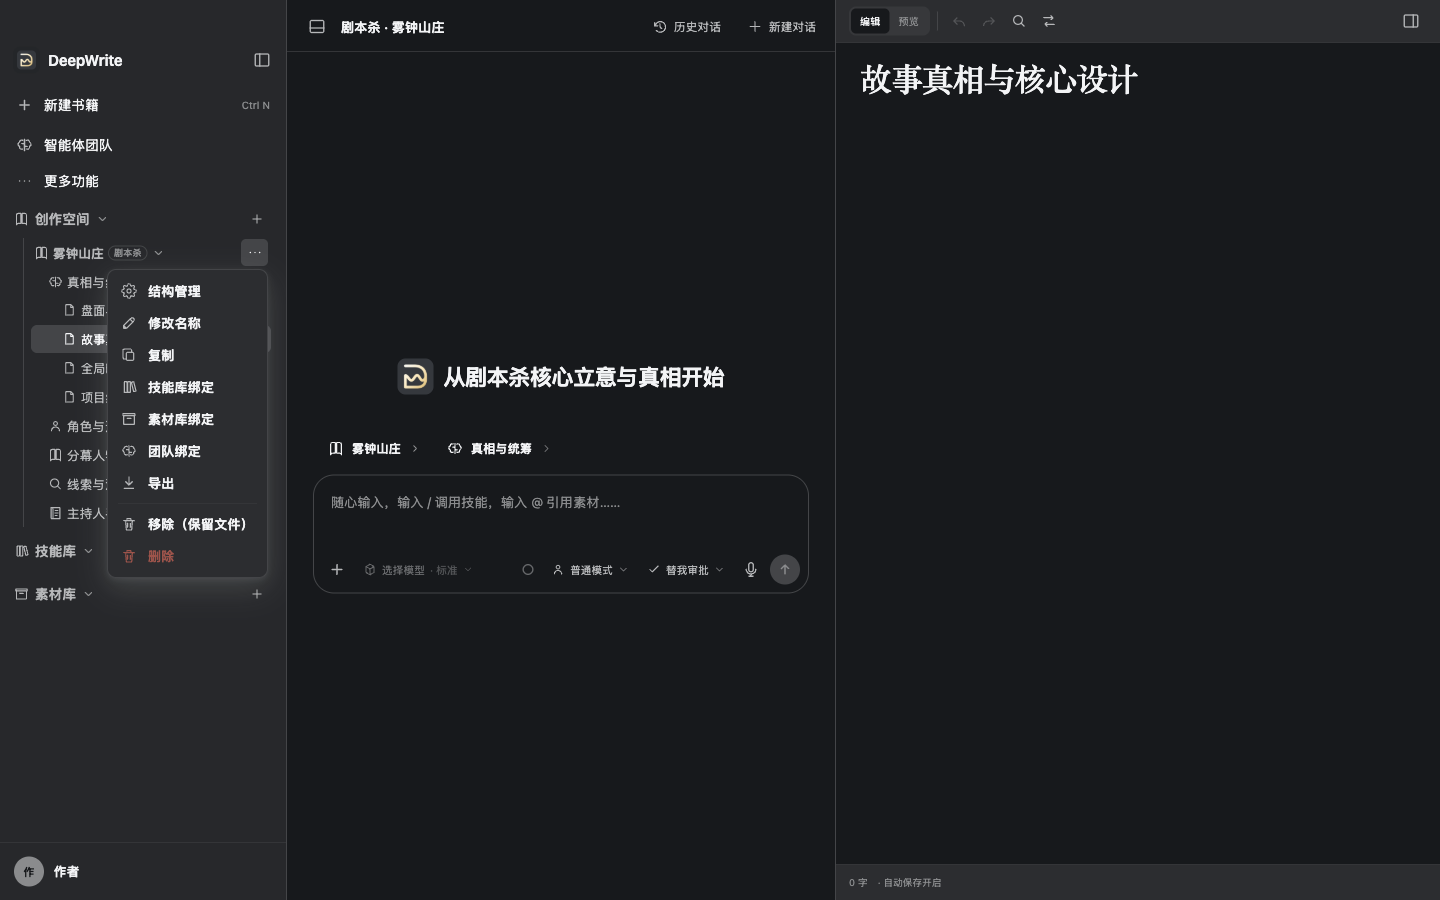 DeepWrite
新建书籍
Ctrl N
智能体团队
更多功能
创作空间
雾钟山庄
剧本杀
真相与
盘面
故事
全局
项目
角色与
分幕人
线索与
主持人
技能库
素材库
结构管理
修改名称
复制
技能库绑定
素材库绑定
团队绑定
导出
移除（保留文件）
删除
作
作者
剧本杀 · 雾钟山庄
历史对话
新建对话
从剧本杀核心立意与真相开始
雾钟山庄
真相与统筹
随心输入，输入 / 调用技能，输入 @ 引用素材……
选择模型 · 标准
普通模式
替我审批
编辑
预览
故事真相与核心设计
0 字 · 自动保存开启